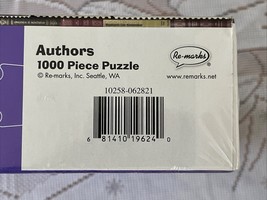 Authors
1000 Piece Puzzle
© Re-marks, Inc. Seattle, WA
Re-marks
www.remarks.net
10258-062821
6 81410 19624 0